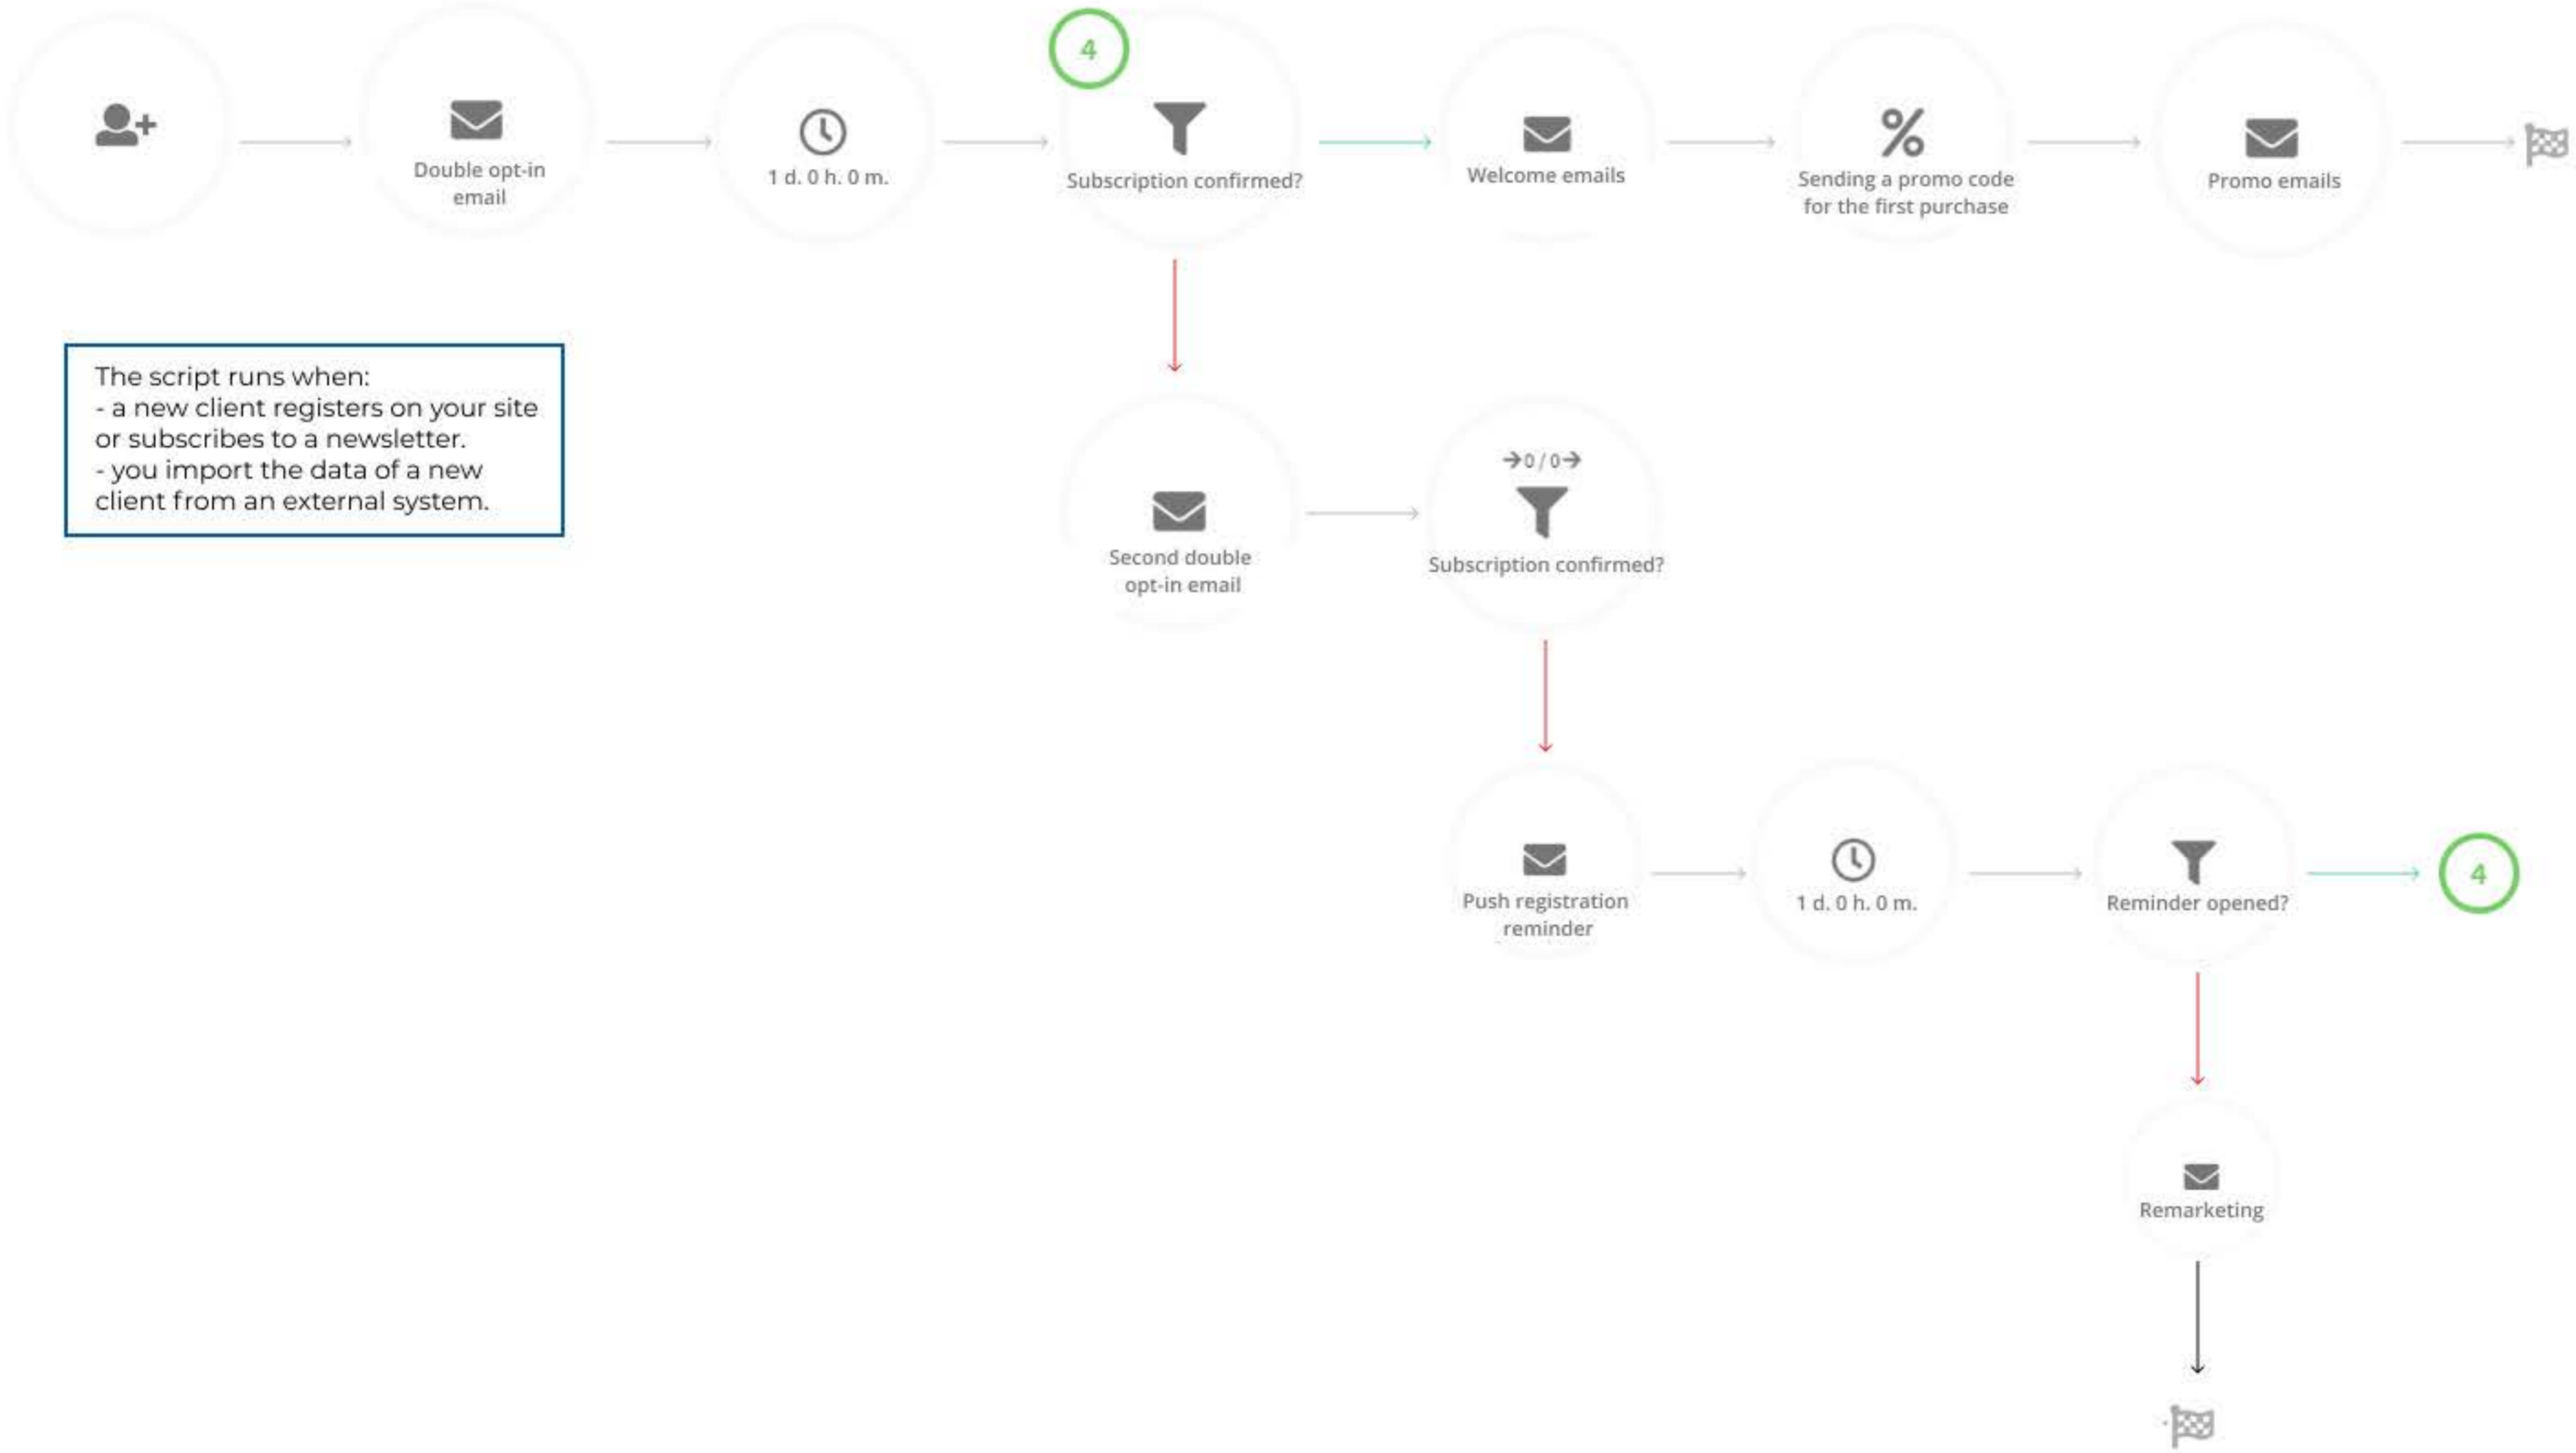 4
Double opt-in
email
1 d. 0 h. 0 m.
Subscription confirmed?
Welcome emails
Sending a promo code
for the first purchase
Promo emails
The script runs when:
- a new client registers on your site
or subscribes to a newsletter.
- you import the data of a new
client from an external system.
→0/0→
Second double
opt-in email
Subscription confirmed?
Push registration
reminder
1 d. 0 h. 0 m.
Reminder opened?
4
Remarketing